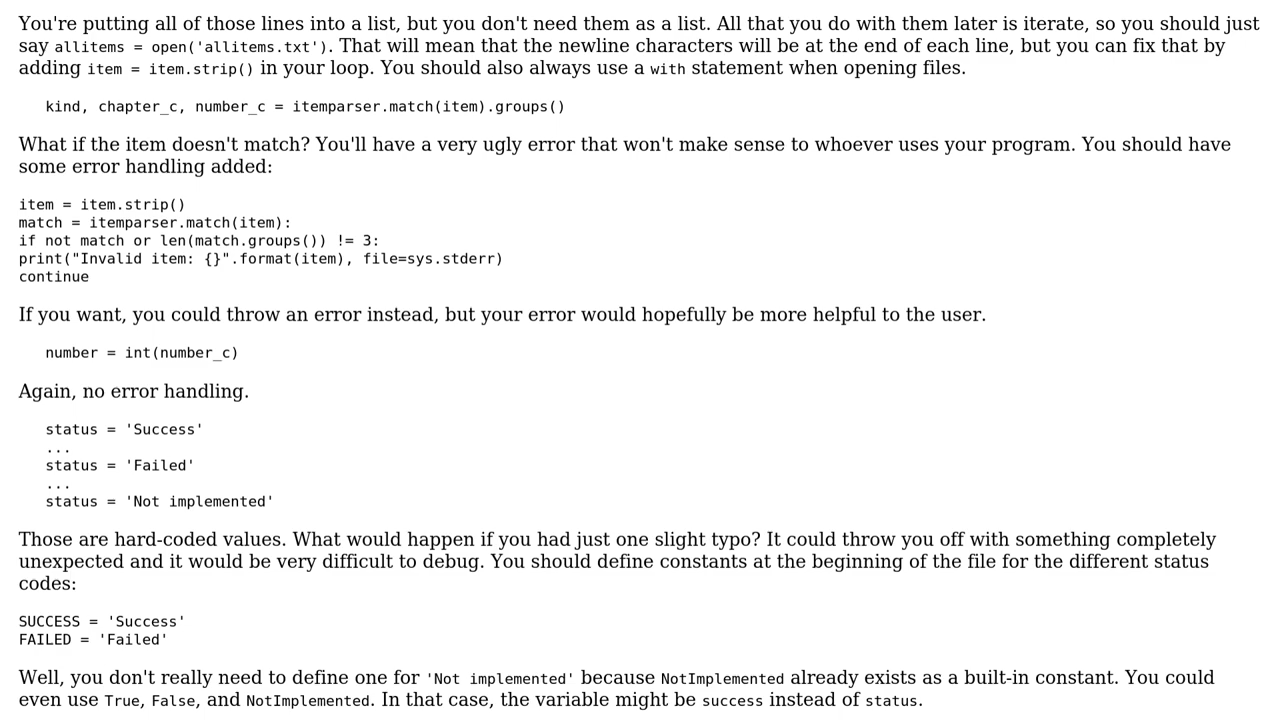 You're putting all of those lines into a list, but you don't need them as a list. All that you do with them later is iterate, so you should just
say allitems = open('allitems.txt'). That will mean that the newline characters will be at the end of each line, but you can fix that by
adding item = item.strip() in your loop. You should also always use a with statement when opening files.
kind, chapter_c, number_c = itemparser.match(item).groups()
What if the item doesn't match? You'll have a very ugly error that won't make sense to whoever uses your program. You should have
some error handling added:
item = item.strip()
match = itemparser.match(item):
if not match or len(match.groups()) != 3:
print("Invalid item: {}".format(item), file=sys.stderr)
continue
If you want, you could throw an error instead, but your error would hopefully be more helpful to the user.
number = int(number_c)
Again, no error handling.
status = 'Success'
...
status = 'Failed'
...
status = 'Not implemented'
Those are hard-coded values. What would happen if you had just one slight typo? It could throw you off with something completely
unexpected and it would be very difficult to debug. You should define constants at the beginning of the file for the different status
codes:
SUCCESS = 'Success'
FAILED = 'Failed'
Well, you don't really need to define one for 'Not implemented' because NotImplemented already exists as a built-in constant. You could
even use True, False, and NotImplemented. In that case, the variable might be success instead of status.